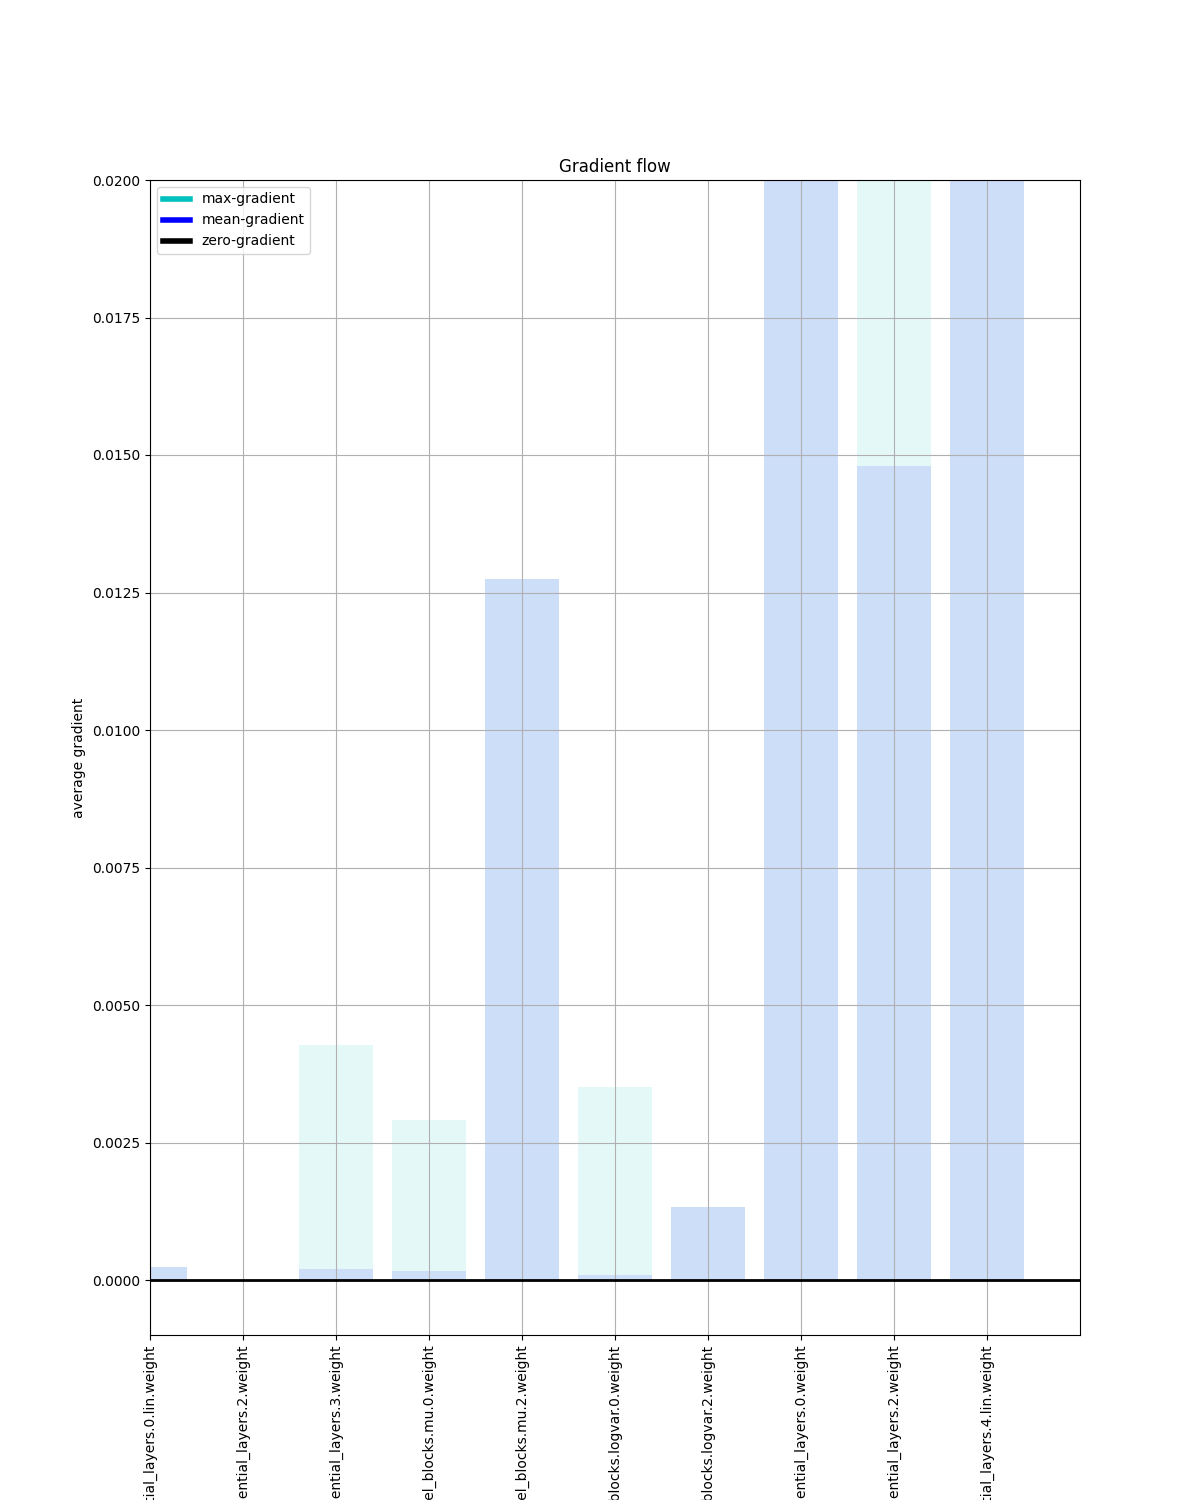 Gradient flow
max-gradient
mean-gradient
zero-gradient
0.0200
0.0175
0.0150
0.0125
0.0100
0.0075
0.0050
0.0025
0.0000
average gradient
tial_layers.0.lin.weight
ential_layers.2.weight
ential_layers.3.weight
el_blocks.mu.0.weight
el_blocks.mu.2.weight
blocks.logvar.0.weight
blocks.logvar.2.weight
ential_layers.0.weight
ential_layers.2.weight
tial_layers.4.lin.weight